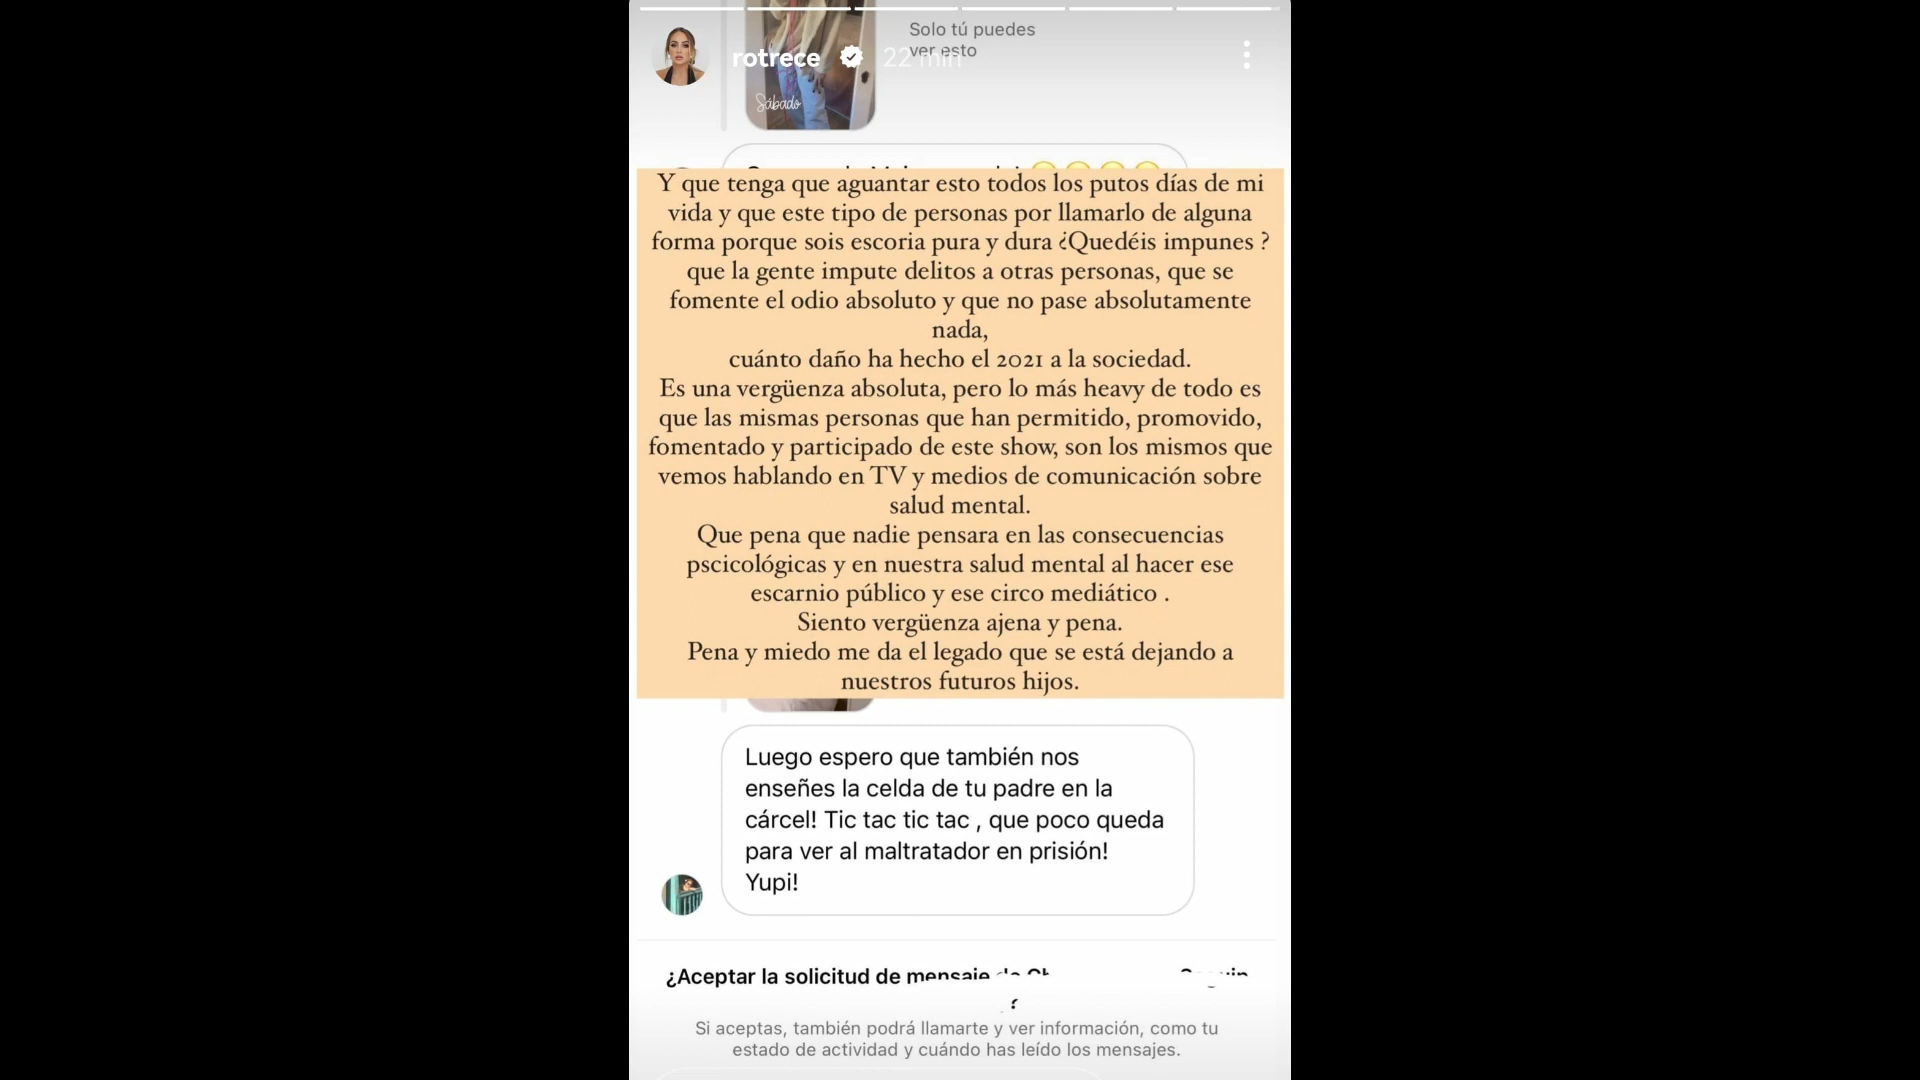 Solo tú puedes
ver esto
rotrece 22 min
Sábado
Y que tenga que aguantar esto todos los putos días de mi
vida y que este tipo de personas por llamarlo de alguna
forma porque sois escoria pura y dura ¿Quedéis impunes ?
que la gente impute delitos a otras personas, que se
fomente el odio absoluto y que no pase absolutamente
nada,
cuánto daño ha hecho el 2021 a la sociedad.
Es una vergüenza absoluta, pero lo más heavy de todo es
que las mismas personas que han permitido, promovido,
fomentado y participado de este show, son los mismos que
vemos hablando en TV y medios de comunicación sobre
salud mental.
Que pena que nadie pensara en las consecuencias
pscicológicas y en nuestra salud mental al hacer ese
escarnio público y ese circo mediático .
Siento vergüenza ajena y pena.
Pena y miedo me da el legado que se está dejando a
nuestros futuros hijos.
Luego espero que también nos
enseñes la celda de tu padre en la
cárcel! Tic tac tic tac , que poco queda
para ver al maltratador en prisión!
Yupi!
¿Aceptar la solicitud de mensaje de
?
Si aceptas, también podrá llamarte y ver información, como tu
estado de actividad y cuándo has leído los mensajes.